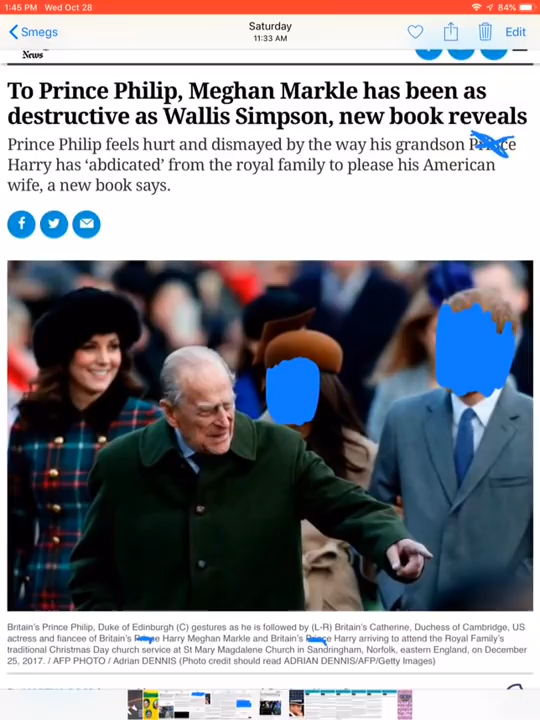 1:45 PM Wed Oct 28
84%
Smegs
Saturday
11:33 AM
Edit
News
To Prince Philip, Meghan Markle has been as
destructive as Wallis Simpson, new book reveals
Prince Philip feels hurt and dismayed by the way his grandson
Harry has ‘abdicated’ from the royal family to please his American
wife, a new book says.
Britain's Prince Philip, Duke of Edinburgh (C) gestures as he is followed by (L-R) Britain's Catherine, Duchess of Cambridge, US
actress and fiancee of Britain's Harry Meghan Markle and Britain's Harry arriving to attend the Royal Family's
traditional Christmas Day church service at St Mary Magdalene Church in Sandringham, Norfolk, eastern England, on December
25, 2017. / AFP PHOTO / Adrian DENNIS (Photo credit should read ADRIAN DENNIS/AFP/Getty Images)